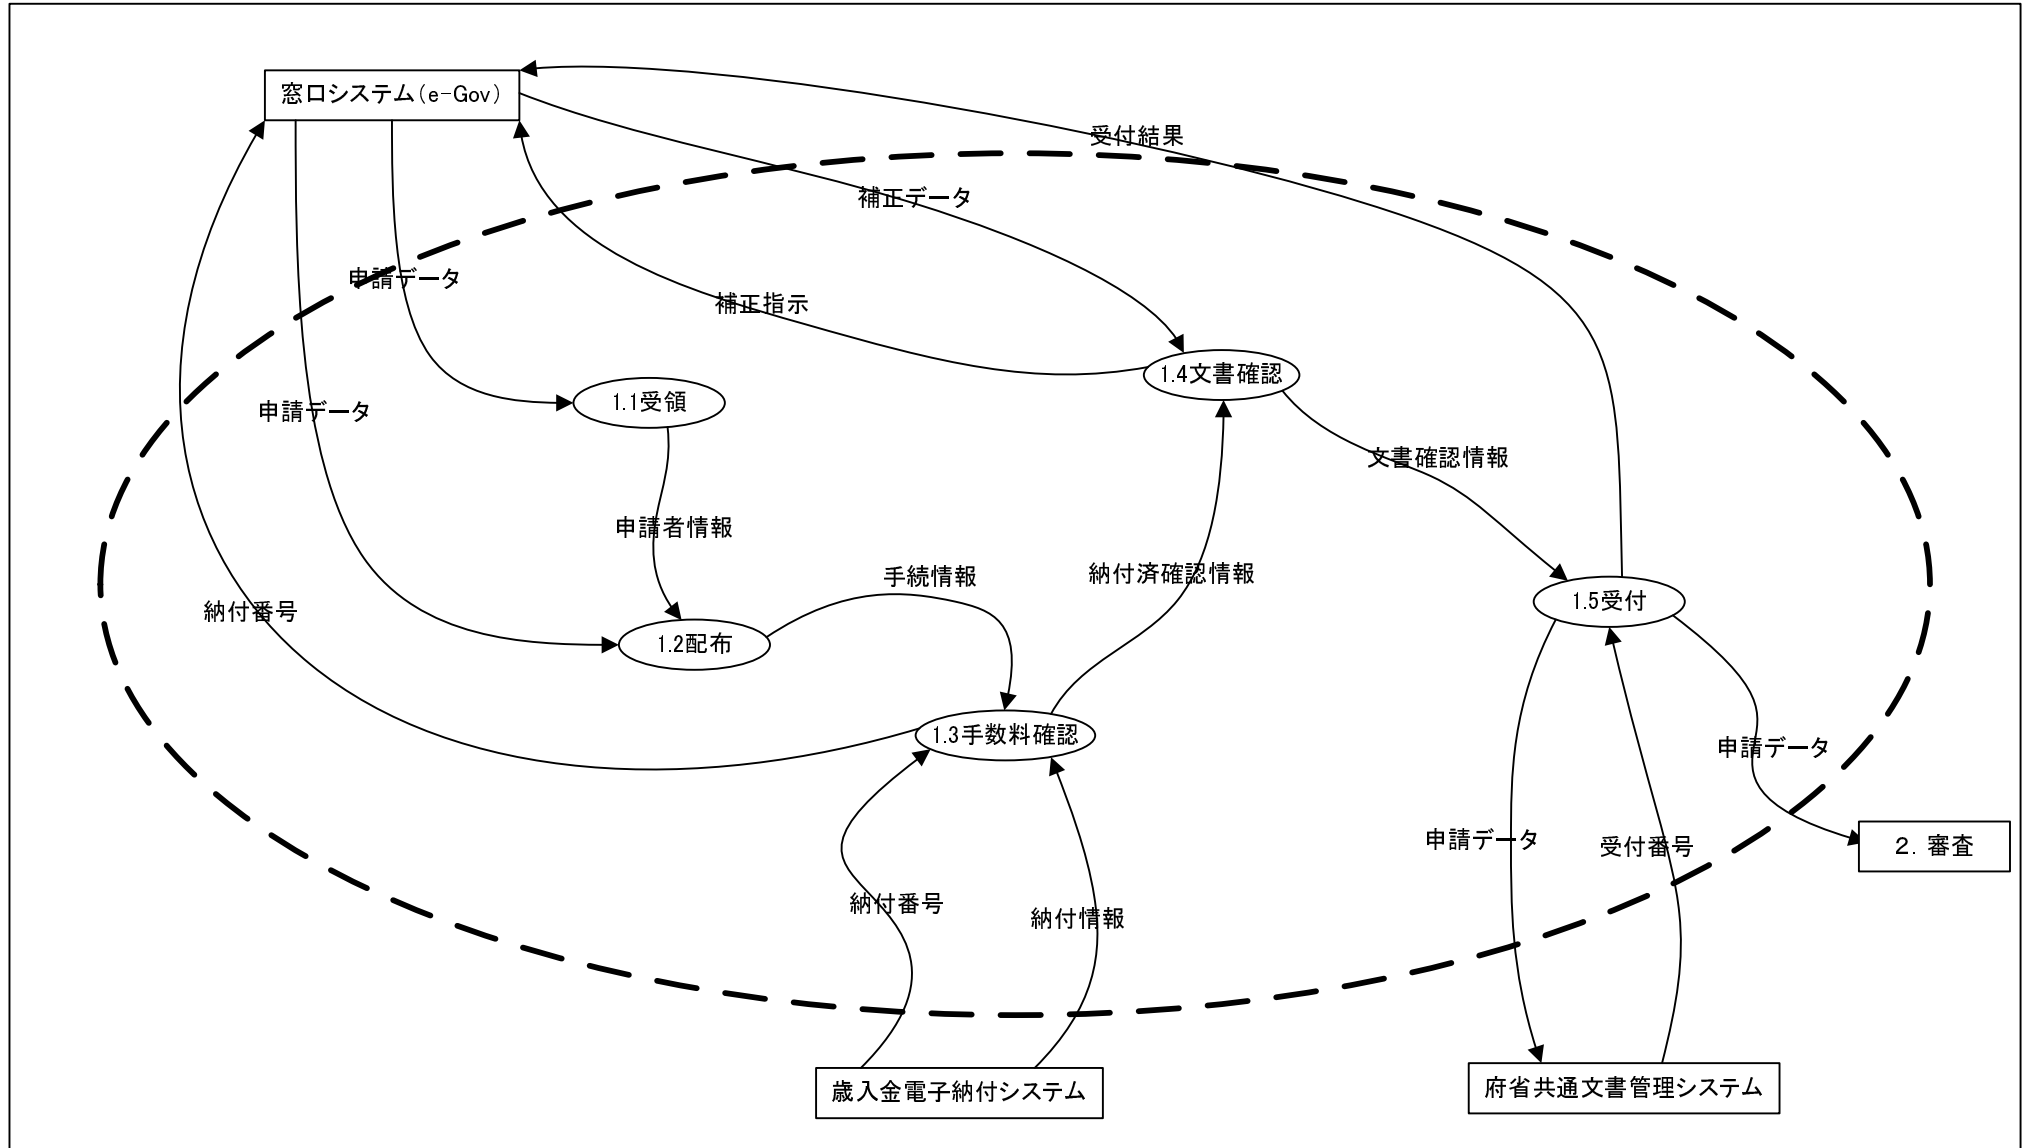 窓口システム(e-Gov)
受付結果
補正データ
申請データ
補正指示
1.4文書確認
1.1受領
申請データ
文書確認情報
申請者情報
手続情報
納付済確認情報
1.5受付
納付番号
1.2配布
1.3手数料確認
申請データ
申請データ
受付番号
2. 審査
納付番号
納付情報
歳入金電子納付システム
府省共通文書管理システム